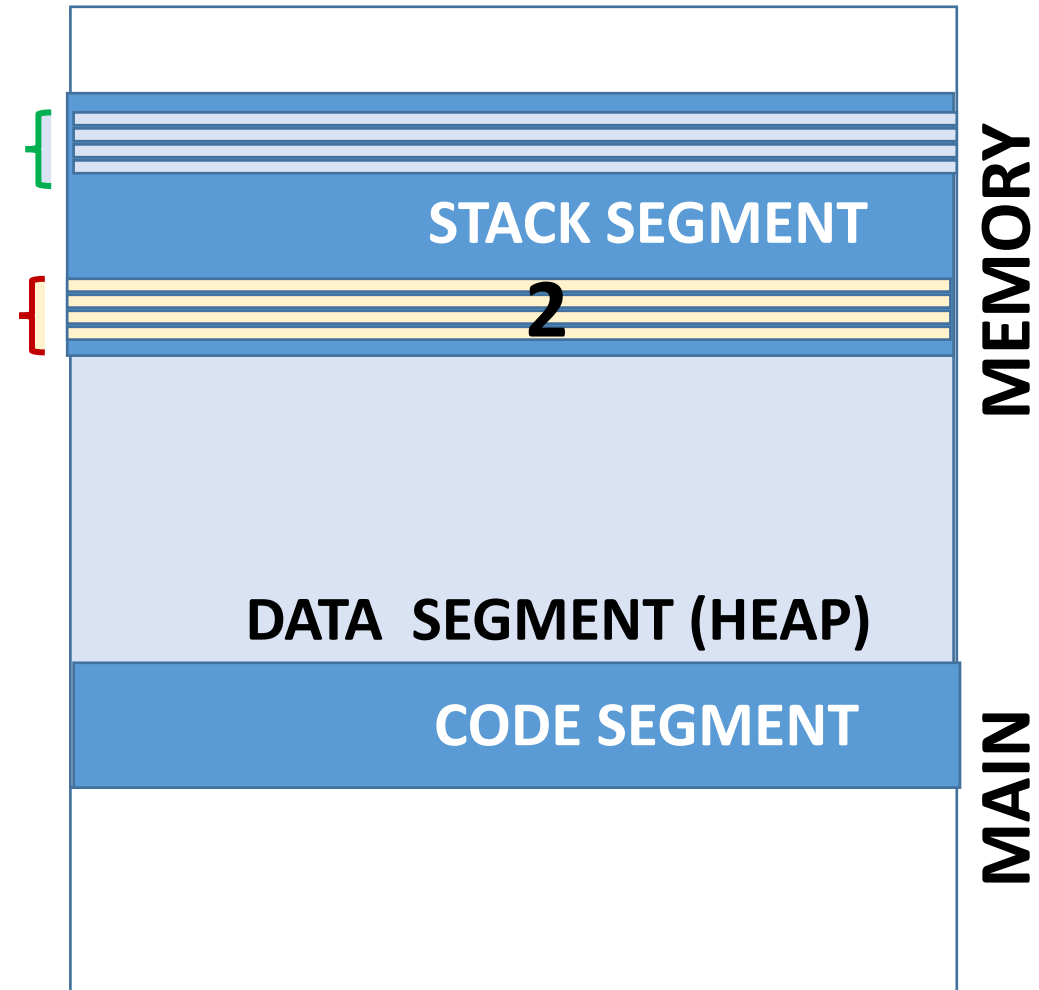 STACK SEGMENT
2
DATA  SEGMENT (HEAP)
CODE SEGMENT
MAIN MEMORY